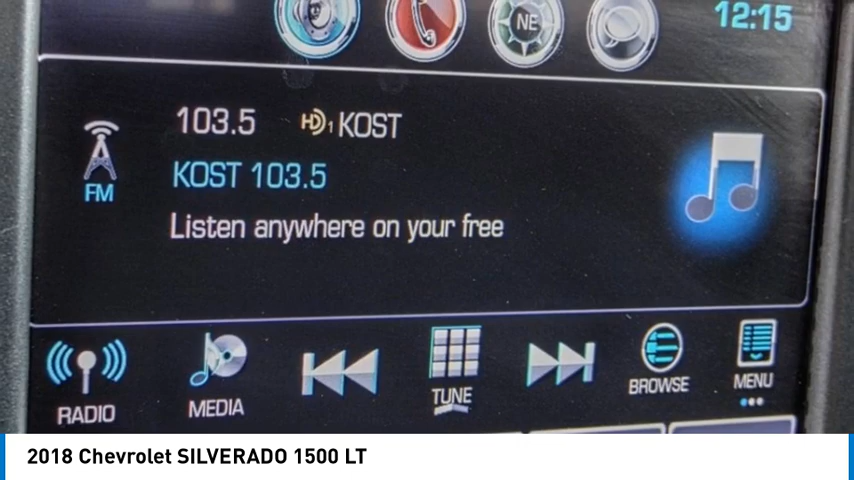 NE
12:15
103.5 HD1 KOST
FM
KOST 103.5
Listen anywhere on your free
RADIO
MEDIA
TUNE
BROWSE
MENU
2018 Chevrolet SILVERADO 1500 LT